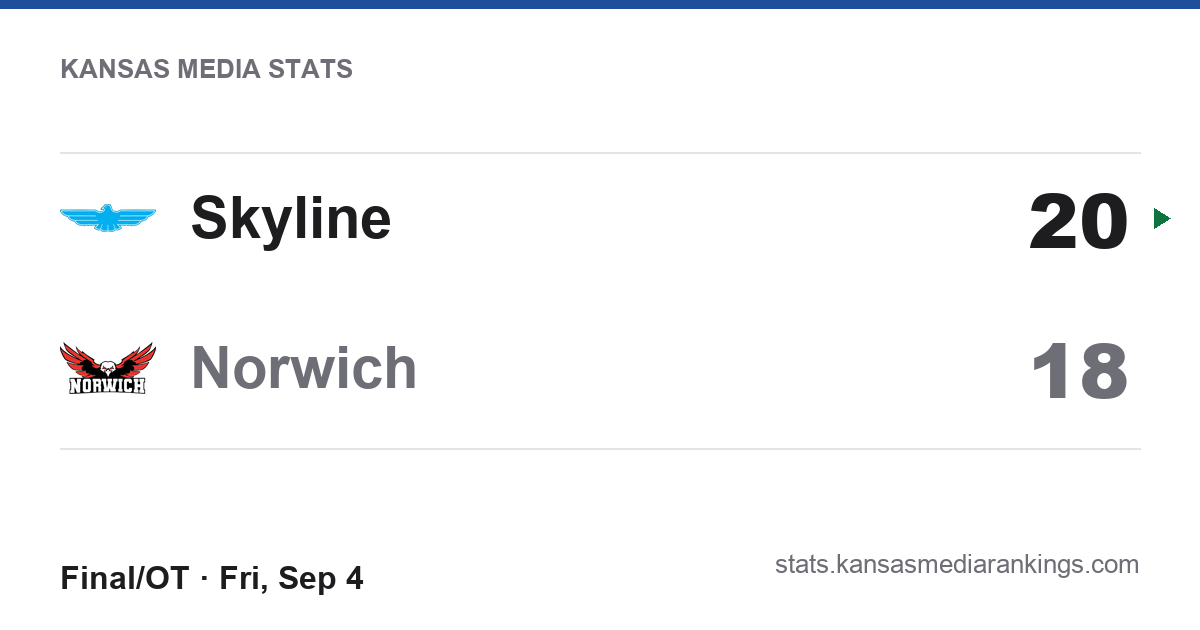 KANSAS MEDIA STATS
Skyline 20
NORWICH
Norwich 18
Final/OT · Fri, Sep 4
stats.kansasmediarankings.com